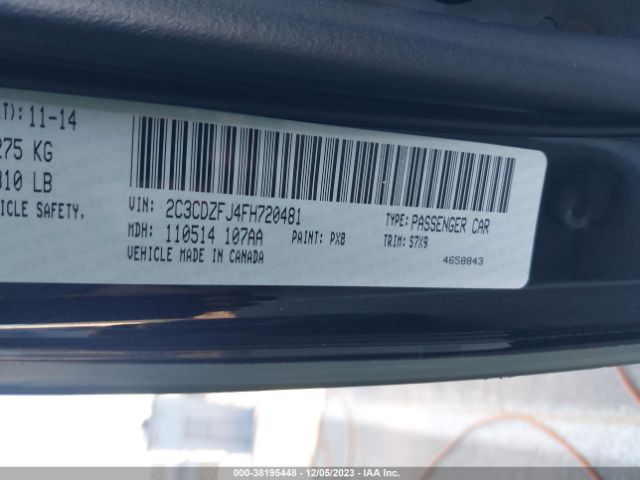 T): 11-14
275 KG
310 LB
HICLE SAFETY,
VIN: 2C3CDZFJ4FH720481
TYPE: PASSENGER CAR
MDH: 110514 107AA PAINT: PX8
TRIM: S7X9
VEHICLE MADE IN CANADA
4658843
000-38195448 - 12/05/2023 - IAA Inc.